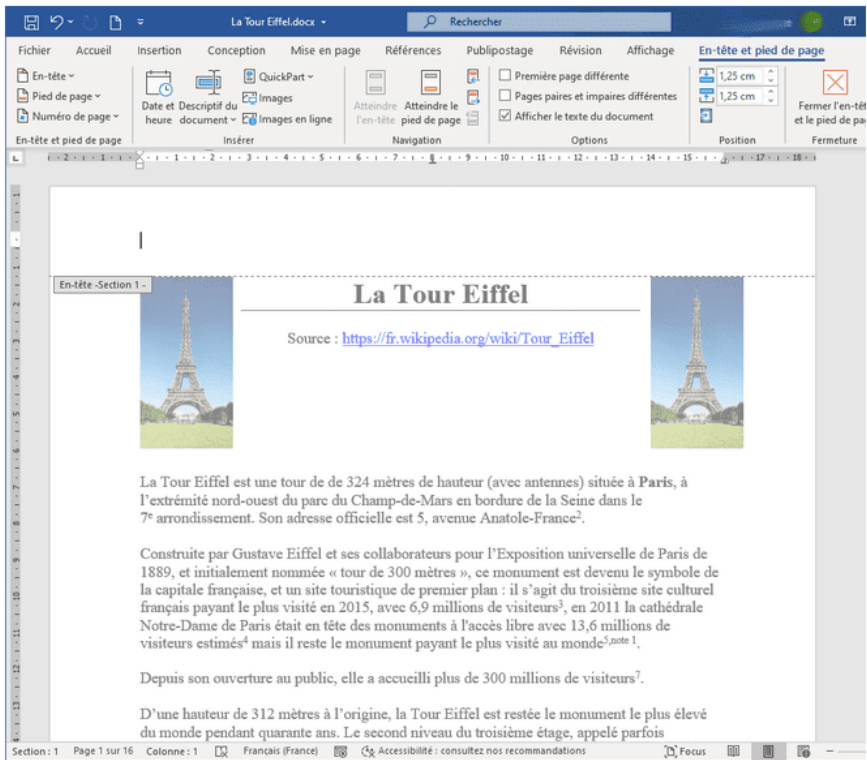 La Tour Eiffel.docx
Rechercher
Fichier Accueil Insertion Conception Mise en page Références Publipostage Révision Affichage En-tête et pied de page
En-tête
Pied de page
Numéro de page
En-tête et pied de page
Date et heure
Descriptif du document
QuickPart
Images
Images en ligne
Insérer
Atteindre l'en-tête
Atteindre le pied de page
Navigation
Première page différente
Pages paires et impaires différentes
Afficher le texte du document
Options
1,25 cm
1,25 cm
Position
Fermer l'en-têt
et le pied de pag
Fermeture
En-tête -Section 1 -
La Tour Eiffel
Source : https://fr.wikipedia.org/wiki/Tour_Eiffel
La Tour Eiffel est une tour de de 324 mètres de hauteur (avec antennes) située à Paris, à
l’extrémité nord-ouest du parc du Champ-de-Mars en bordure de la Seine dans le
7e arrondissement. Son adresse officielle est 5, avenue Anatole-France2.
Construite par Gustave Eiffel et ses collaborateurs pour l’Exposition universelle de Paris de
1889, et initialement nommée « tour de 300 mètres », ce monument est devenu le symbole de
la capitale française, et un site touristique de premier plan : il s’agit du troisième site culturel
français payant le plus visité en 2015, avec 6,9 millions de visiteurs3, en 2011 la cathédrale
Notre-Dame de Paris était en tête des monuments à l'accès libre avec 13,6 millions de
visiteurs estimés4 mais il reste le monument payant le plus visité au monde5,note 1.
Depuis son ouverture au public, elle a accueilli plus de 300 millions de visiteurs7.
D’une hauteur de 312 mètres à l’origine, la Tour Eiffel est restée le monument le plus élevé
du monde pendant quarante ans. Le second niveau du troisième étage, appelé parfois
Section : 1 Page 1 sur 16 Colonne : 1 Français (France) Accessibilité : consultez nos recommandations Focus